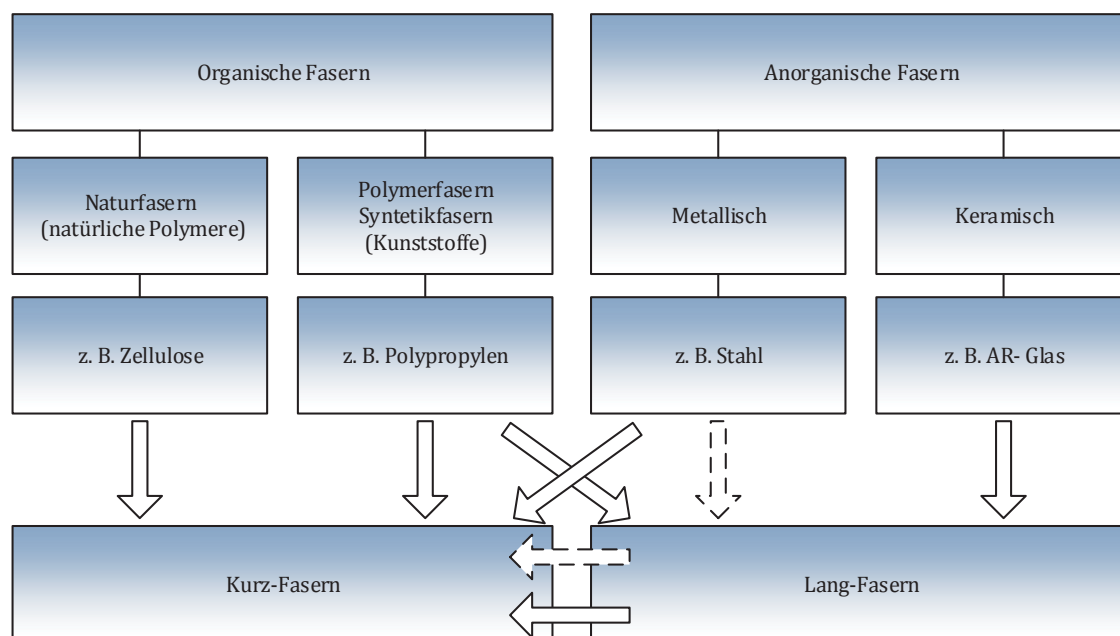 Organische Fasern
Anorganische Fasern
Naturfasern
(natürliche Polymere)
Polymerfasern
Syntetikfasern
(Kunststoffe)
Metallisch
Keramisch
z. B. Zellulose
z. B. Polypropylen
z. B. Stahl
z. B. AR- Glas
Kurz-Fasern
Lang-Fasern